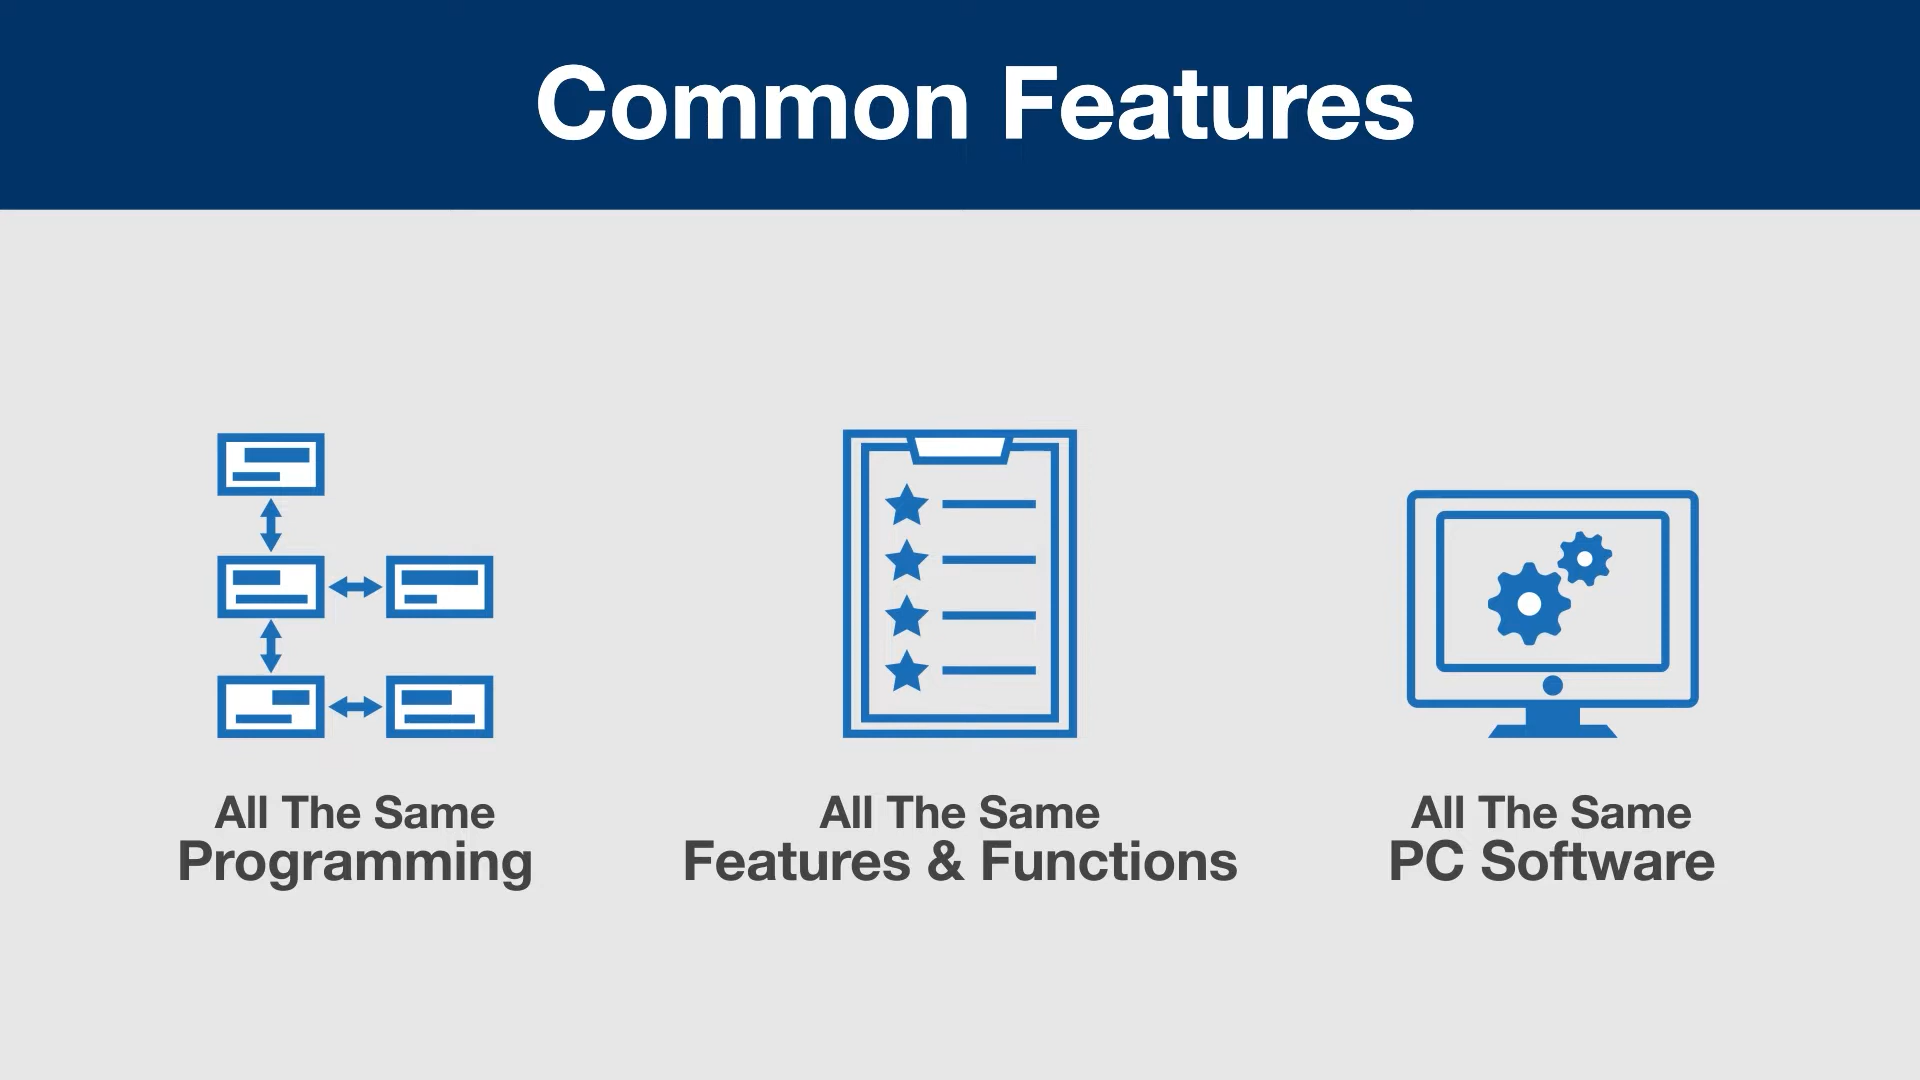 Common Features
All The Same
Programming
All The Same
Features & Functions
All The Same
PC Software